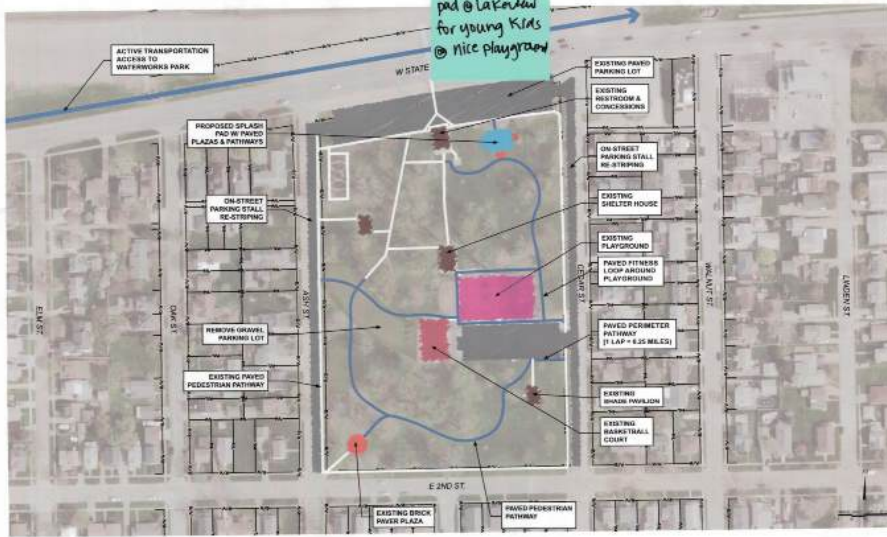 pad @ Lakeview
for young kids
@ nice playground
ACTIVE TRANSPORTATION
ACCESS TO
WATERWORKS PARK
W STATE
EXISTING PAVED
PARKING LOT
EXISTING
RESTROOM &
CONCESSIONS
PROPOSED SPLASH
PAD W/ PAVED
PLAZAS & PATHWAYS
ON-STREET
PARKING STALL
RE-STRIPING
ON-STREET
PARKING STALL
RE-STRIPING
EXISTING
SHELTER HOUSE
EXISTING
PLAYGROUND
PAVED FITNESS
LOOP AROUND
PLAYGROUND
ELM ST.
OAK ST.
ASH ST.
CEDAR ST.
WALNUT ST.
LINDEN ST.
REMOVE GRAVEL
PARKING LOT
PAVED PERIMETER
PATHWAY
(1 LAP = 0.25 MILES)
EXISTING PAVED
PEDESTRIAN PATHWAY
EXISTING
SHADE PAVILION
EXISTING
BASKETBALL
COURT
E 2ND ST.
EXISTING BRICK
PAVER PLAZA
PAVED PEDESTRIAN
PATHWAY